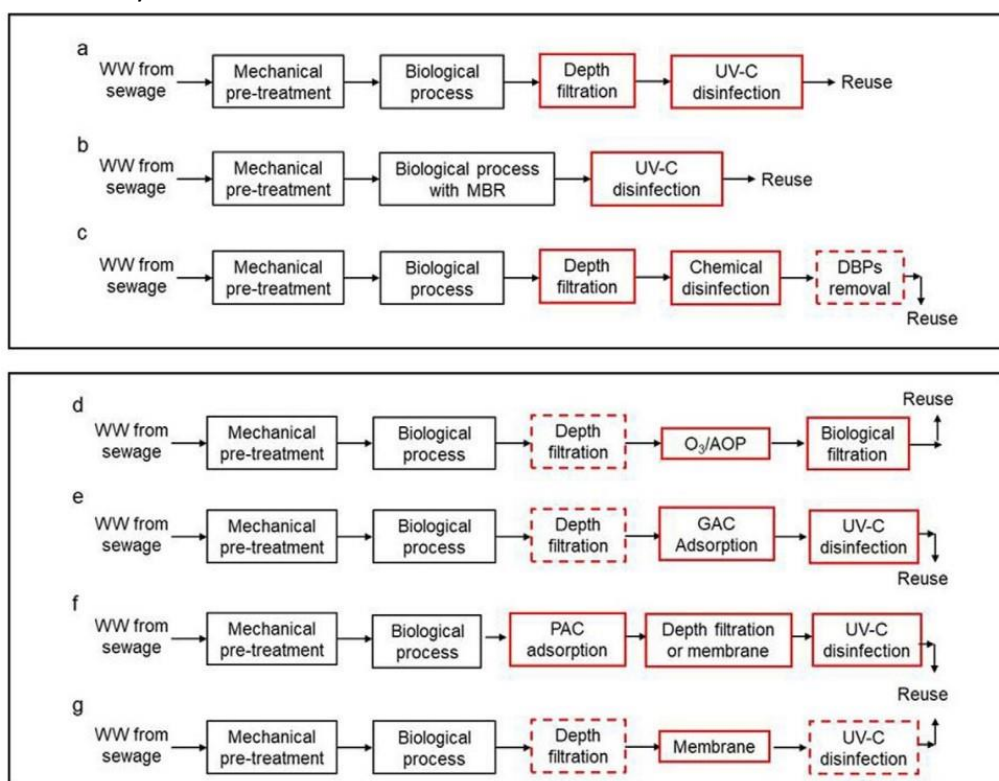 a
WW from
sewage
Mechanical
pre-treatment
Biological
process
Depth
filtration
UV-C
disinfection
Reuse
b
WW from
sewage
Mechanical
pre-treatment
Biological process
with MBR
UV-C
disinfection
Reuse
c
WW from
sewage
Mechanical
pre-treatment
Biological
process
Depth
filtration
Chemical
disinfection
DBPs
removal
Reuse
d
WW from
sewage
Mechanical
pre-treatment
Biological
process
Depth
filtration
O₃/AOP
Biological
filtration
Reuse
e
WW from
sewage
Mechanical
pre-treatment
Biological
process
Depth
filtration
GAC
Adsorption
UV-C
disinfection
Reuse
f
WW from
sewage
Mechanical
pre-treatment
Biological
process
PAC
adsorption
Depth filtration
or membrane
UV-C
disinfection
Reuse
g
WW from
sewage
Mechanical
pre-treatment
Biological
process
Depth
filtration
Membrane
UV-C
disinfection